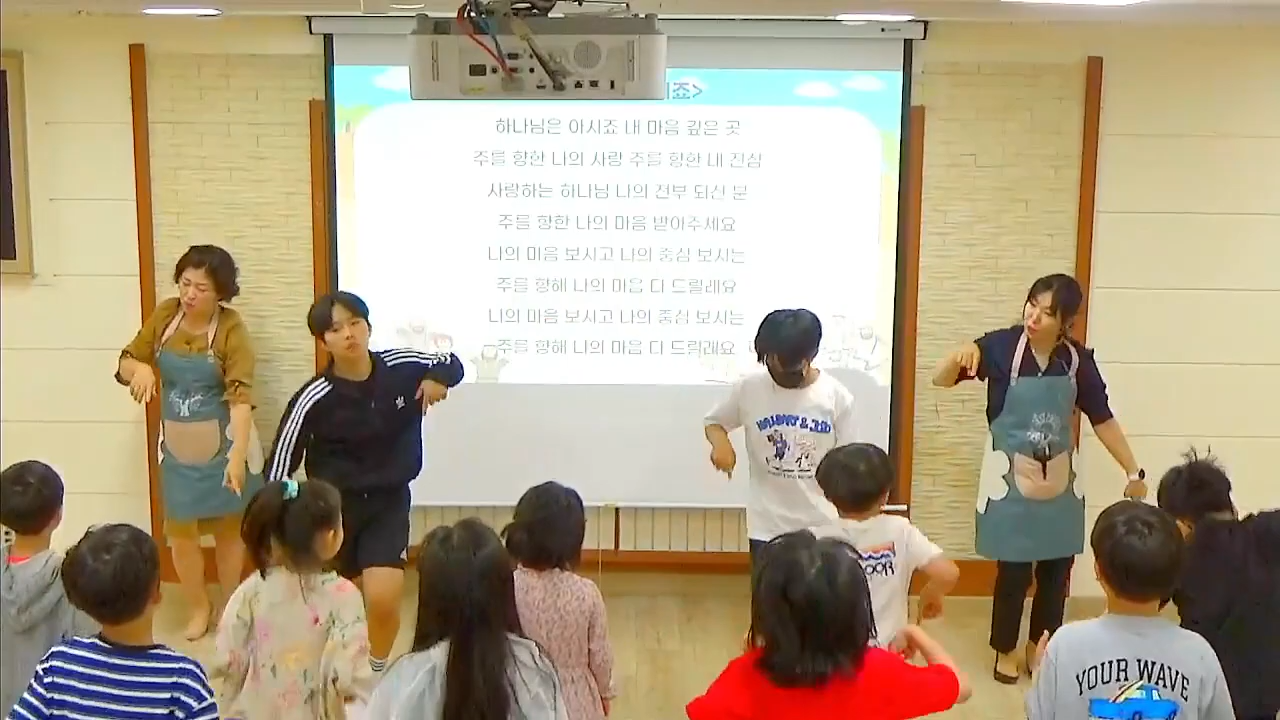 하나님은 아시죠 내 마음 깊은 곳
주를 향한 나의 사랑 주를 향한 내 진심
사랑하는 하나님 나의 전부 되신 분
주를 향한 나의 마음 받아주세요
나의 마음 보시고 나의 중심 보시는
주를 향해 나의 마음 다 드릴래요
나의 마음 보시고 나의 중심 보시는
주를 향해 나의 마음 다 드릴래요
YOUR WAVE